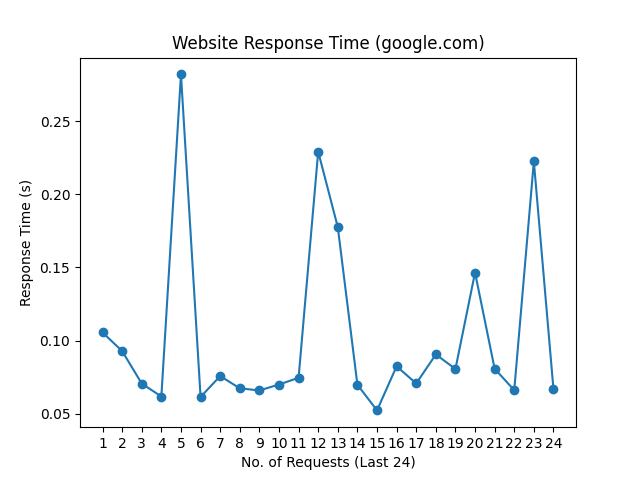 Website Response Time (google.com)
Response Time (s)
0.25
0.20
0.15
0.10
0.05
1 2 3 4 5 6 7 8 9 10 11 12 13 14 15 16 17 18 19 20 21 22 23 24
No. of Requests (Last 24)